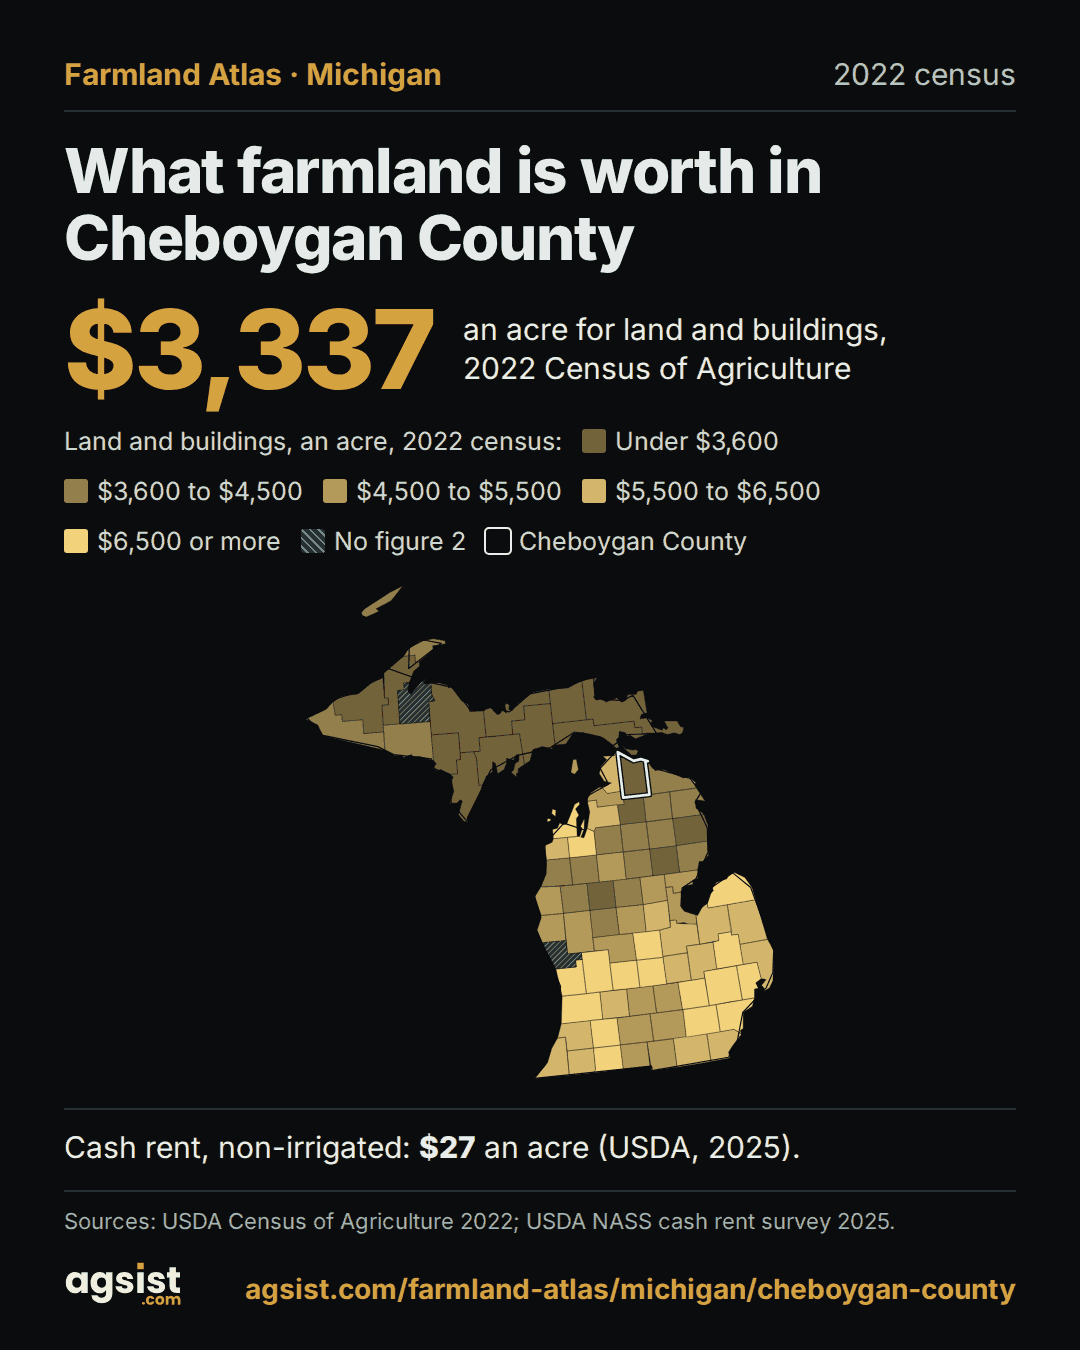 Farmland Atlas · Michigan
2022 census
What farmland is worth in
Cheboygan County
$3,337
an acre for land and buildings,
2022 Census of Agriculture
Land and buildings, an acre, 2022 census: Under $3,600
$3,600 to $4,500 $4,500 to $5,500 $5,500 to $6,500
$6,500 or more No figure 2 Cheboygan County
Cash rent, non-irrigated: $27 an acre (USDA, 2025).
Sources: USDA Census of Agriculture 2022; USDA NASS cash rent survey 2025.
agsist
.com
agsist.com/farmland-atlas/michigan/cheboygan-county